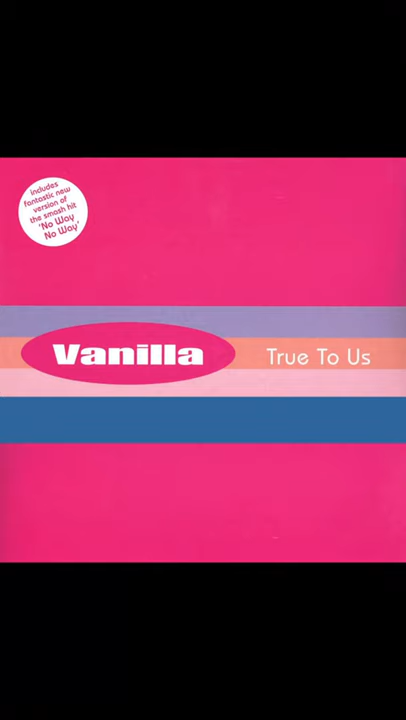 includes
fantastic new
version of
the smash hit
'No Way
No Way'
Vanilla
True To Us